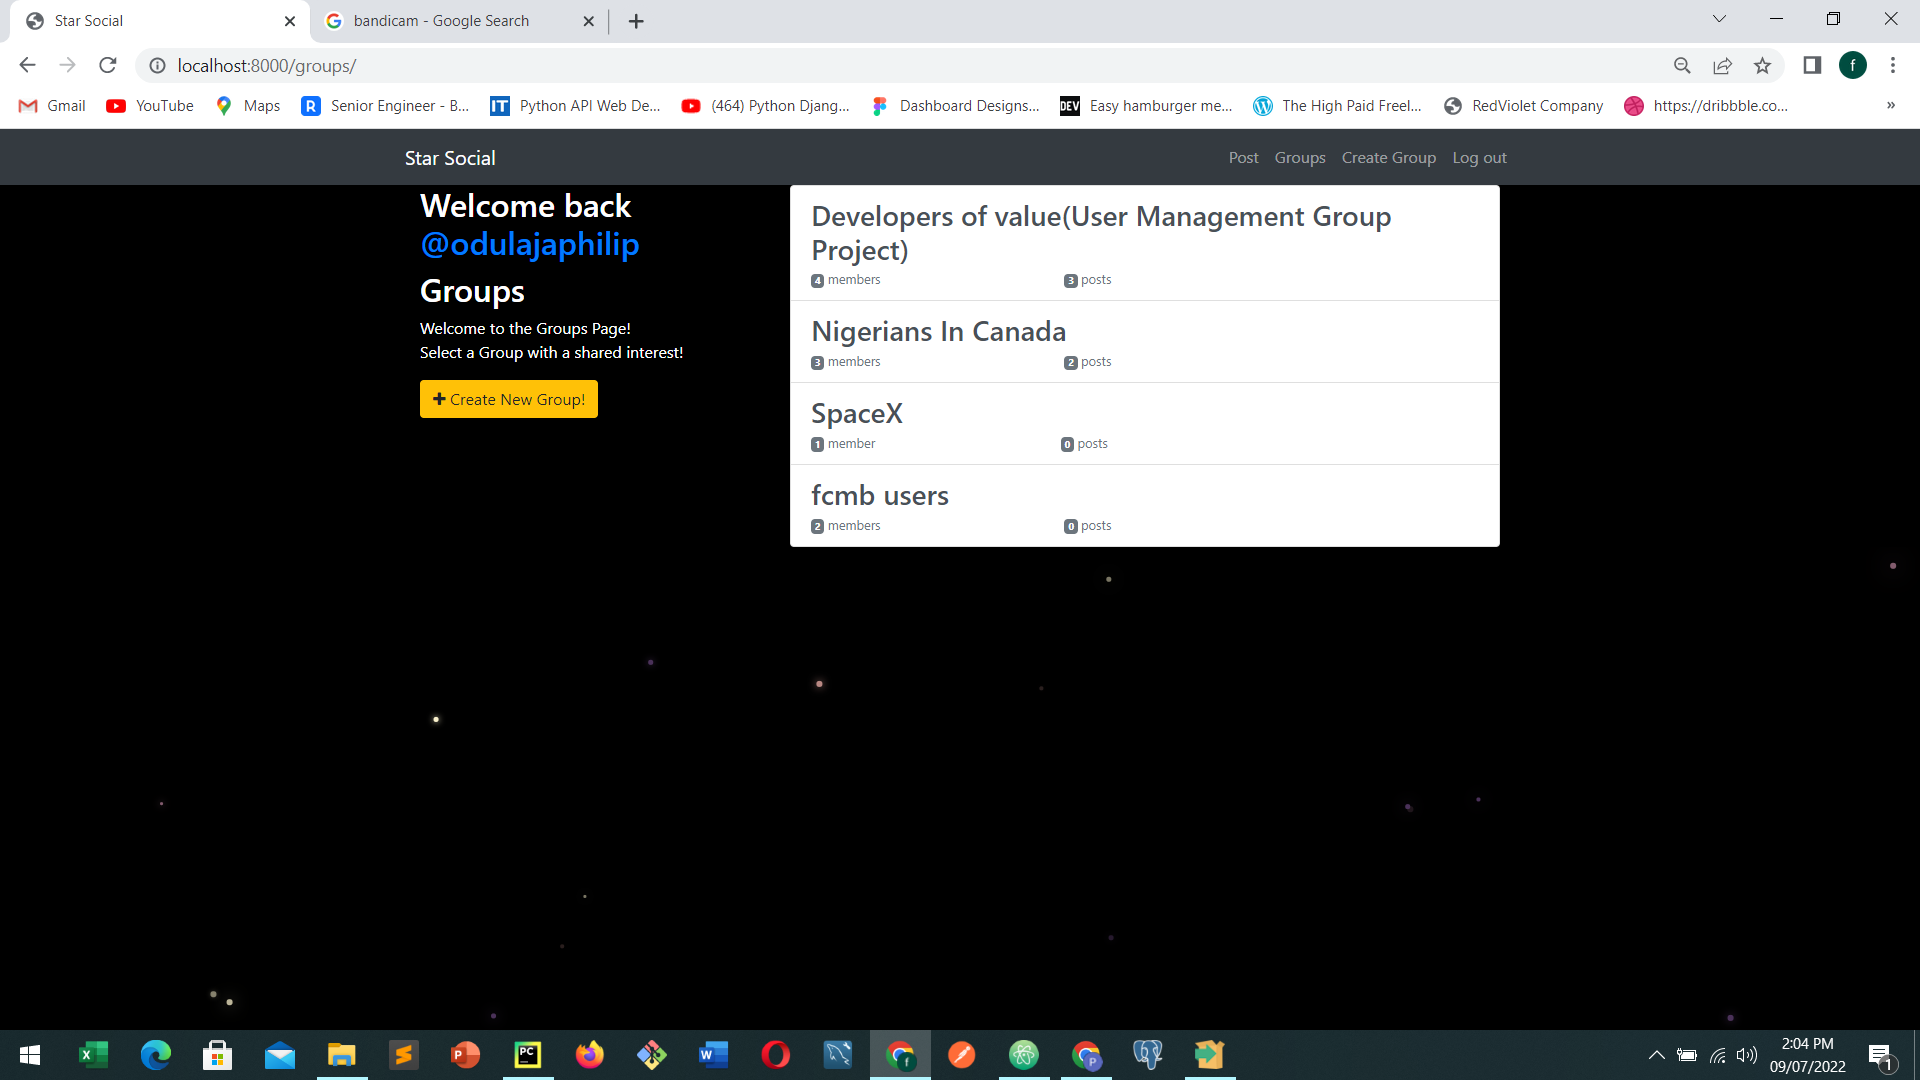 Star Social
bandicam - Google Search
localhost:8000/groups/
f
Gmail
YouTube
Maps
R
Senior Engineer - B...
IT
Python API Web De...
(464) Python Djang...
Dashboard Designs...
DEV
Easy hamburger me...
The High Paid Freel...
RedViolet Company
https://dribbble.co...
»
Star Social
Post
Groups
Create Group
Log out
Welcome back
@odulajaphilip
Groups
Welcome to the Groups Page!
Select a Group with a shared interest!
Create New Group!
Developers of value(User Management Group
Project)
4 members
3 posts
Nigerians In Canada
3 members
2 posts
SpaceX
1 member
0 posts
fcmb users
2 members
0 posts
PC
f
P
2:04 PM
09/07/2022
1